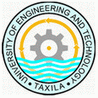 UNIVERSITY OF ENGINEERING AND TECHNOLOGY
TAXILA